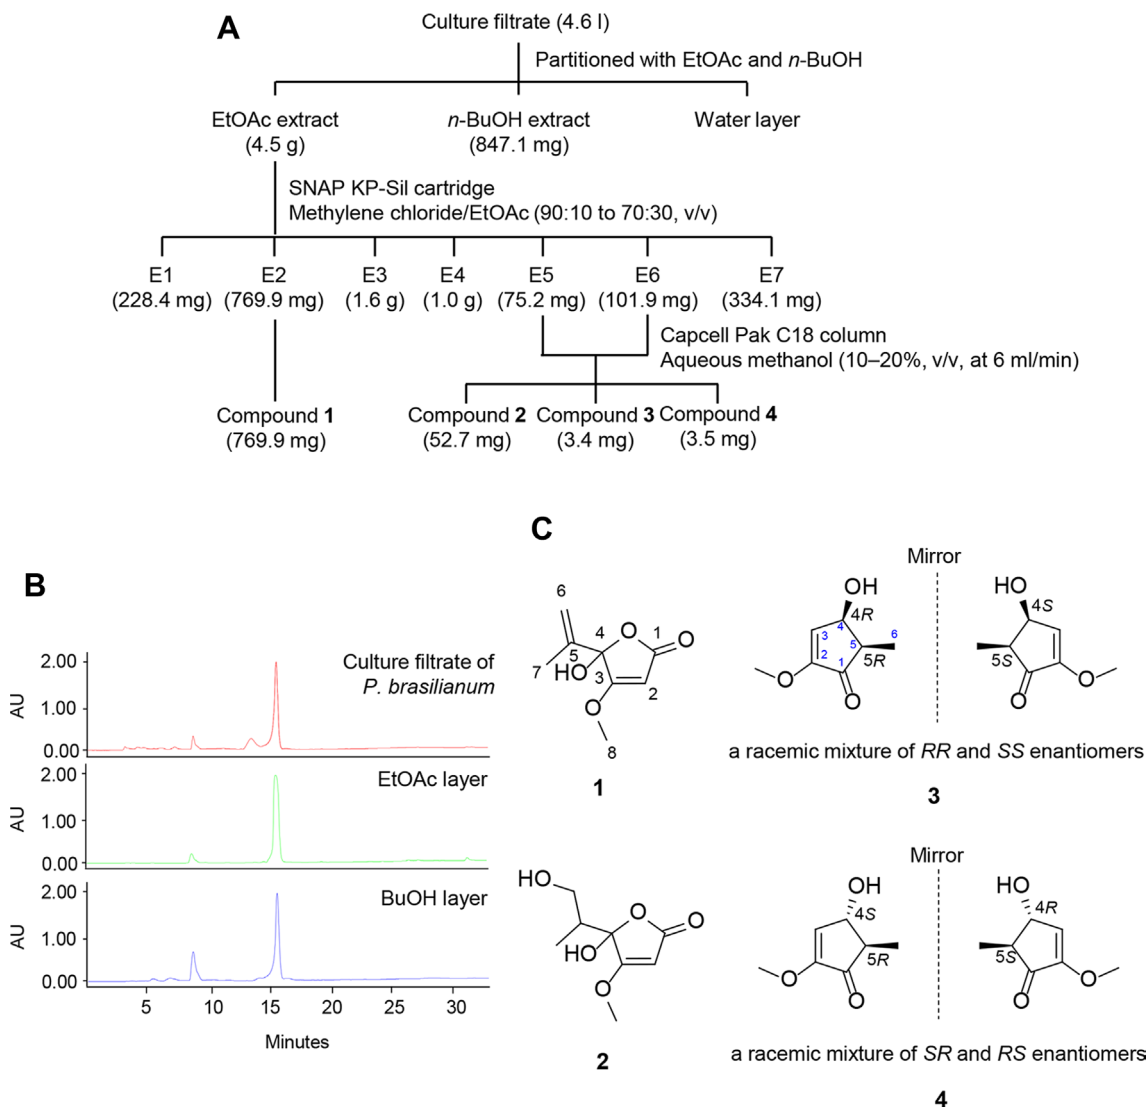 A
Culture filtrate (4.6 l)
Partitioned with EtOAc and n-BuOH
EtOAc extract
(4.5 g)
n-BuOH extract
(847.1 mg)
Water layer
SNAP KP-Sil cartridge
Methylene chloride/EtOAc (90:10 to 70:30, v/v)
E1 E2 E3 E4 E5 E6 E7
(228.4 mg) (769.9 mg) (1.6 g) (1.0 g) (75.2 mg) (101.9 mg) (334.1 mg)
Capcell Pak C18 column
Aqueous methanol (10–20%, v/v, at 6 ml/min)
Compound 1
(769.9 mg)
Compound 2
(52.7 mg)
Compound 3
(3.4 mg)
Compound 4
(3.5 mg)
B
Culture filtrate of
P. brasilianum
AU
2.00
1.00
0.00
EtOAc layer
AU
2.00
1.00
0.00
BuOH layer
AU
2.00
1.00
0.00
5 10 15 20 25 30
Minutes
C
6
4
O
1
O
5
7
HO
3
2
O
8
1
Mirror
OH
4R
4
3
5
6
2
5R
1
O
O
HO
4S
5S
O
O
a racemic mixture of RR and SS enantiomers
3
HO
O
O
HO
O
2
Mirror
OH
4S
5R
O
O
HO
4R
5S
O
O
a racemic mixture of SR and RS enantiomers
4